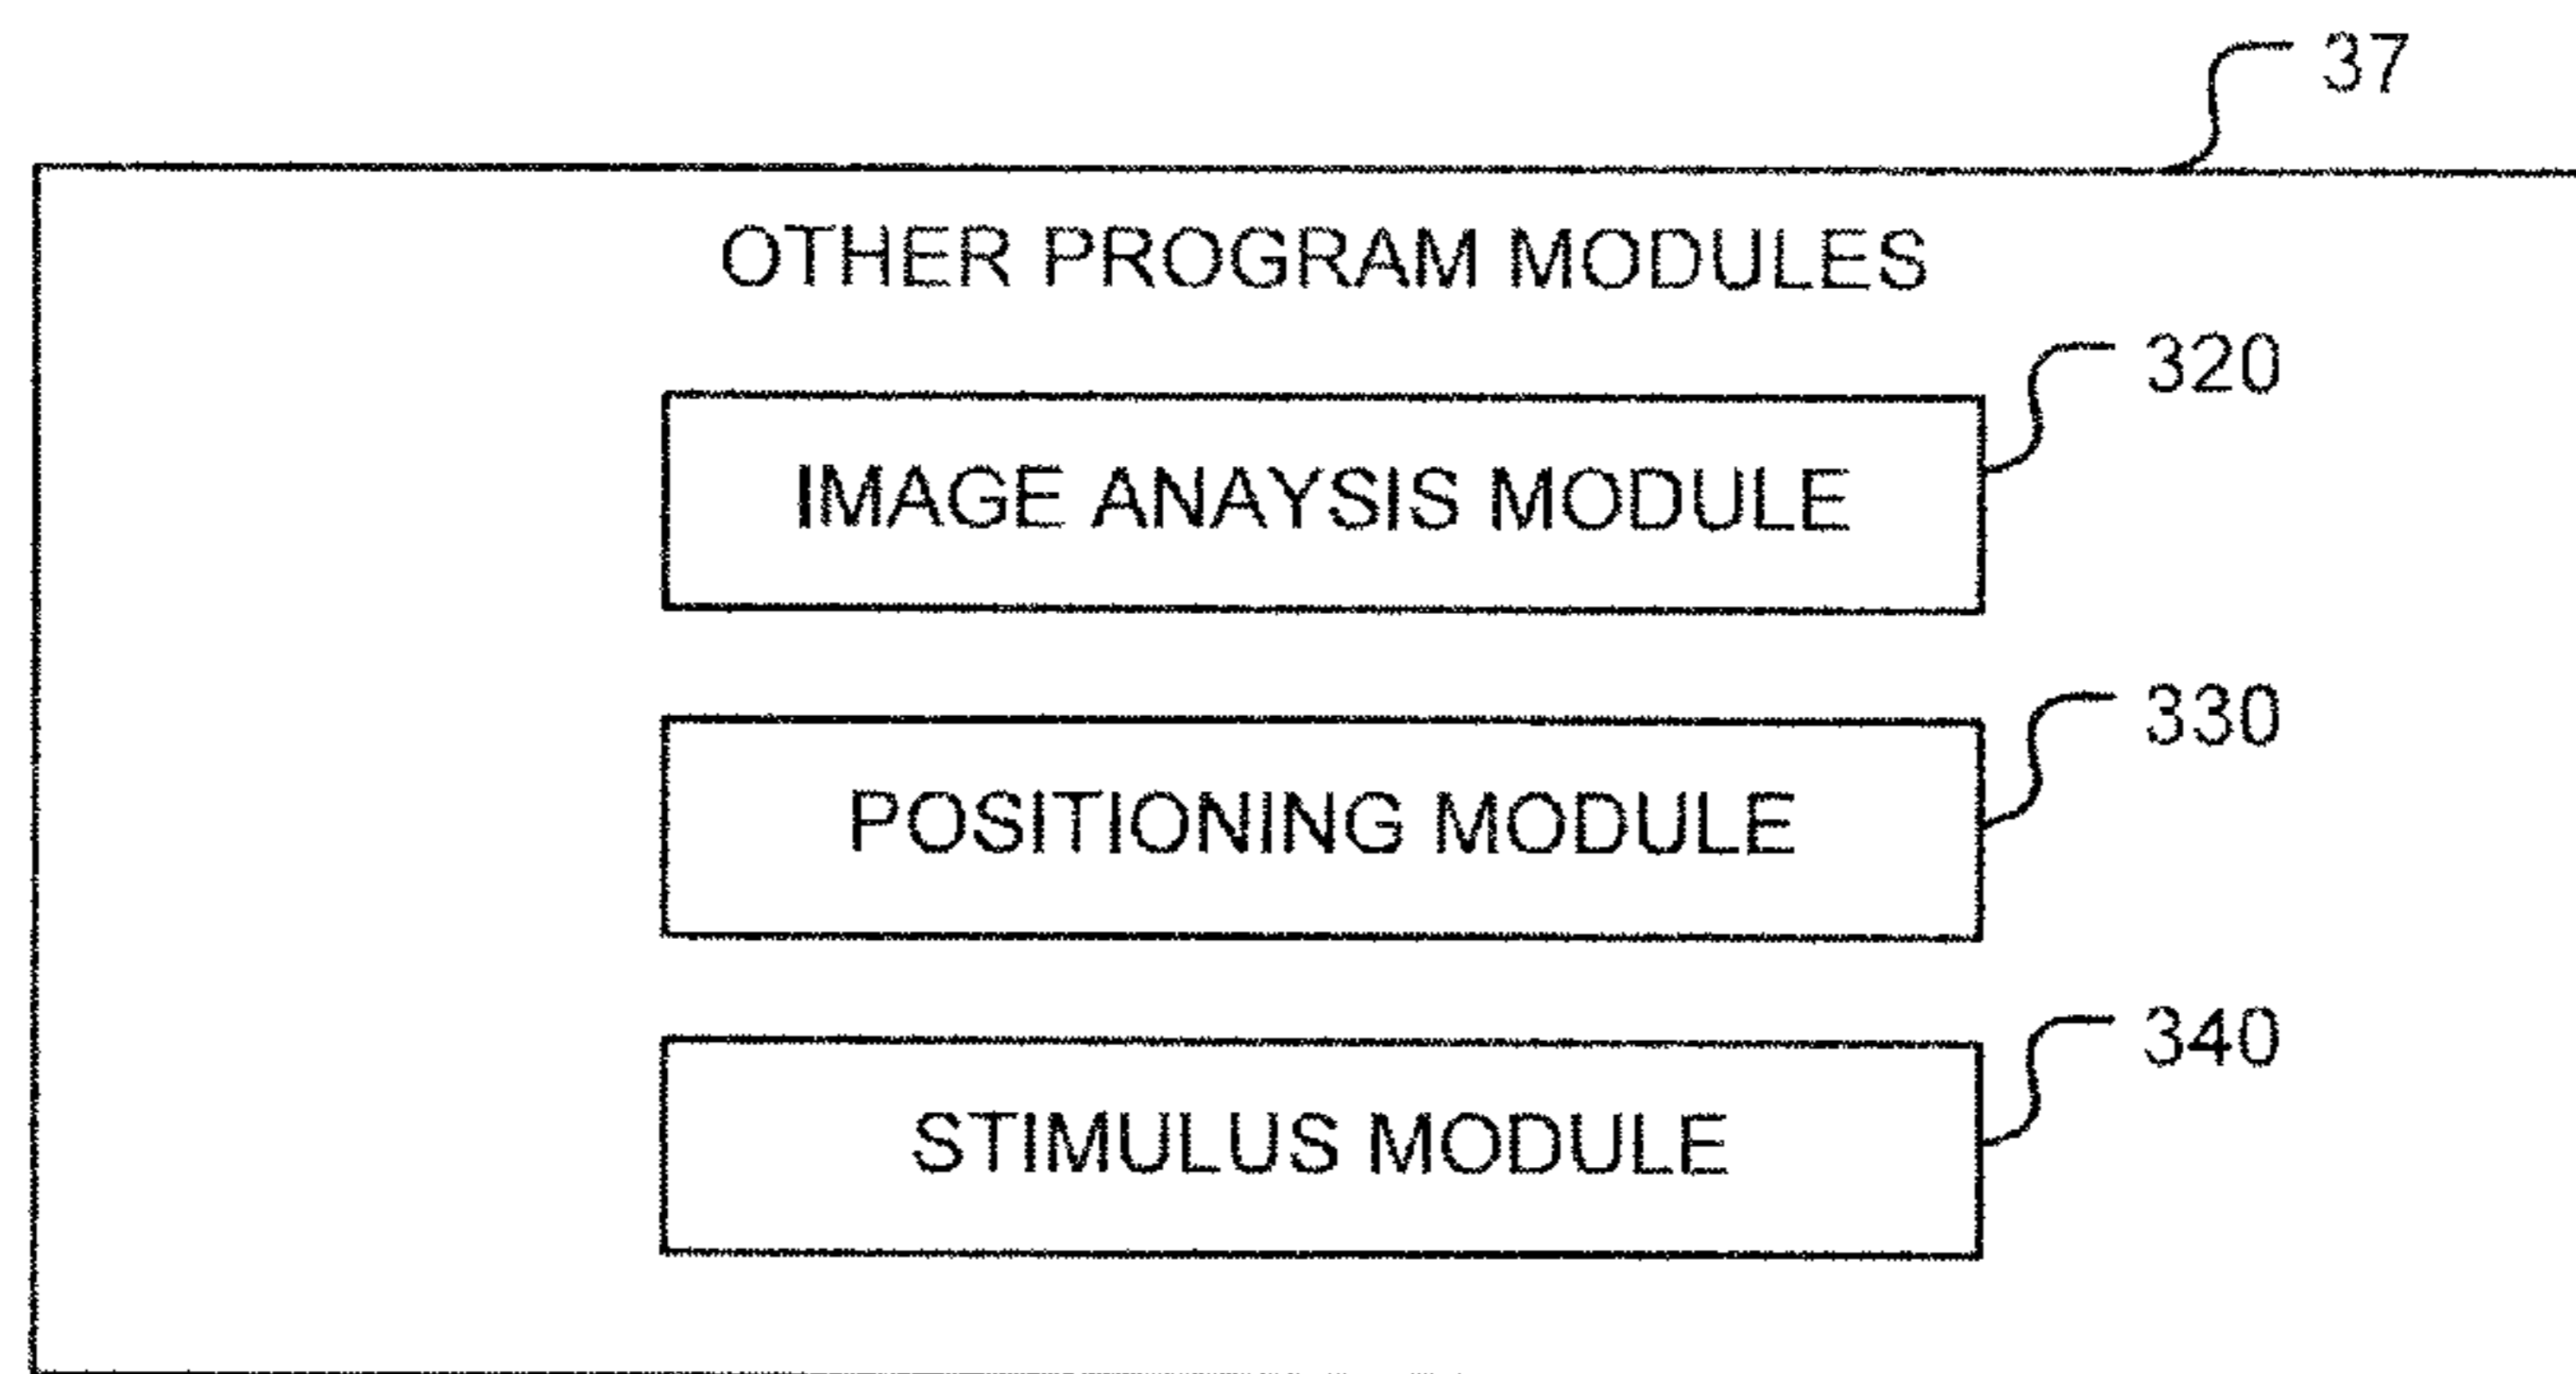 37
OTHER PROGRAM MODULES
320
IMAGE ANAYSIS MODULE
330
POSITIONING MODULE
340
STIMULUS MODULE